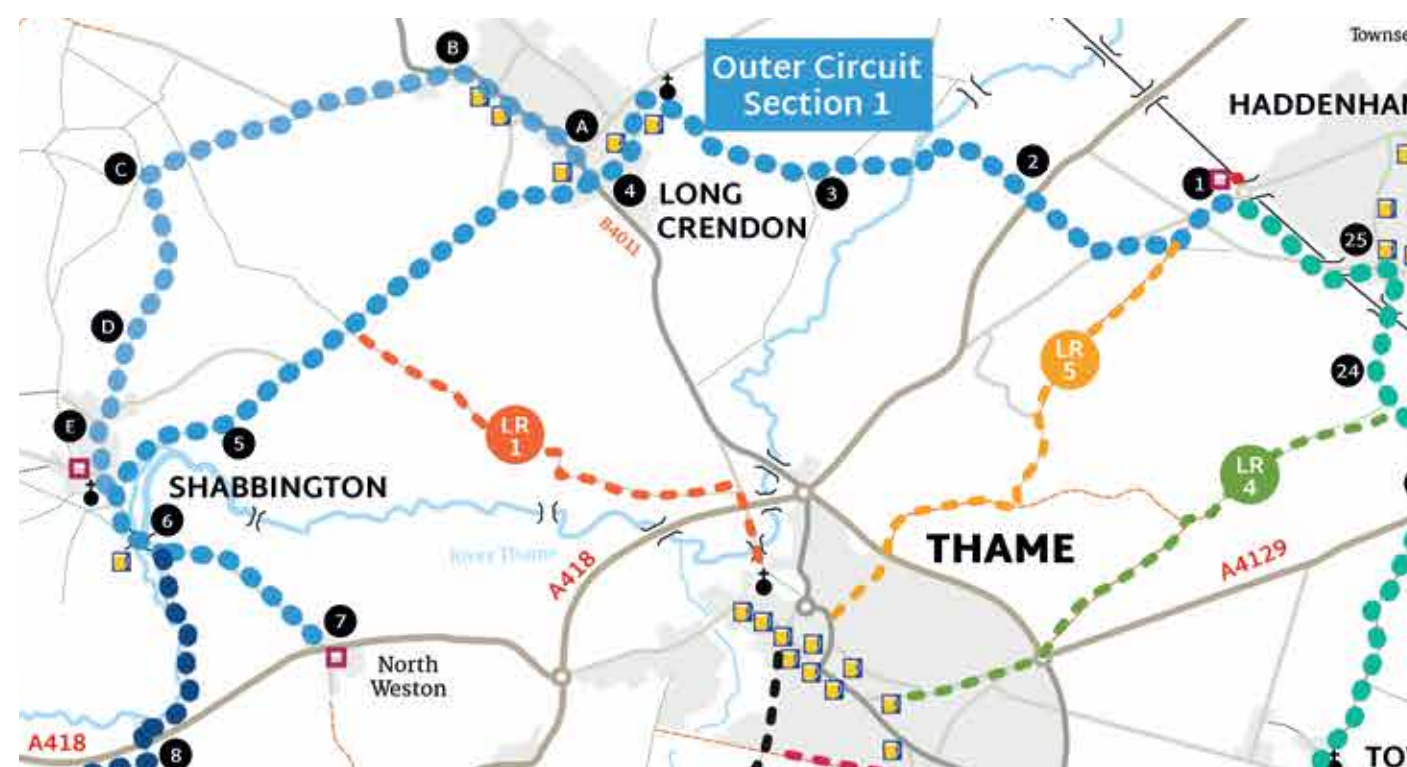 Townse
B
Outer Circuit
Section 1
HADDENHAM
A
C
2
1
4
LONG
CRENDON
3
B4011
25
D
LR
5
24
E
LR
1
5
LR
4
SHABBINGTON
6
THAME
River Thame
A418
A4129
7
North
Weston
A418
8
TO